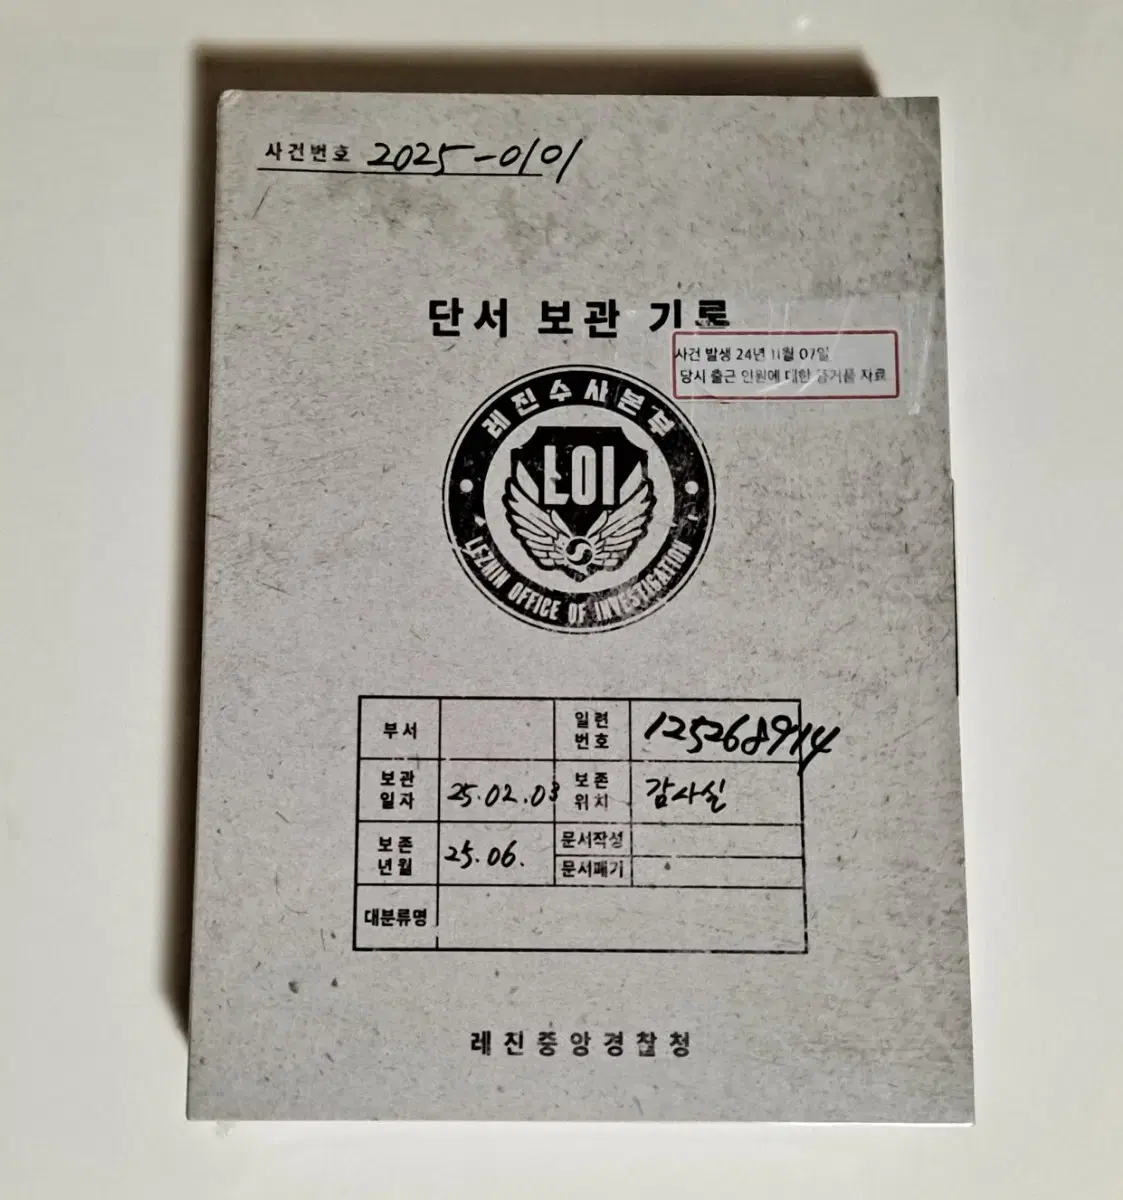 사건번호 2025-0101
단서 보관 기록
사건 발생 24년 11월 07일
당시 출근 인원에 대한 증거품 자료
레진수사본부
LOI
LEZHIN OFFICE OF INVESTIGATION
부서
일련번호 125268914
보관일자 25.02.03
보존위치 감사실
보존년월 25.06.
문서작성
문서폐기
대분류명
레진중앙경찰청